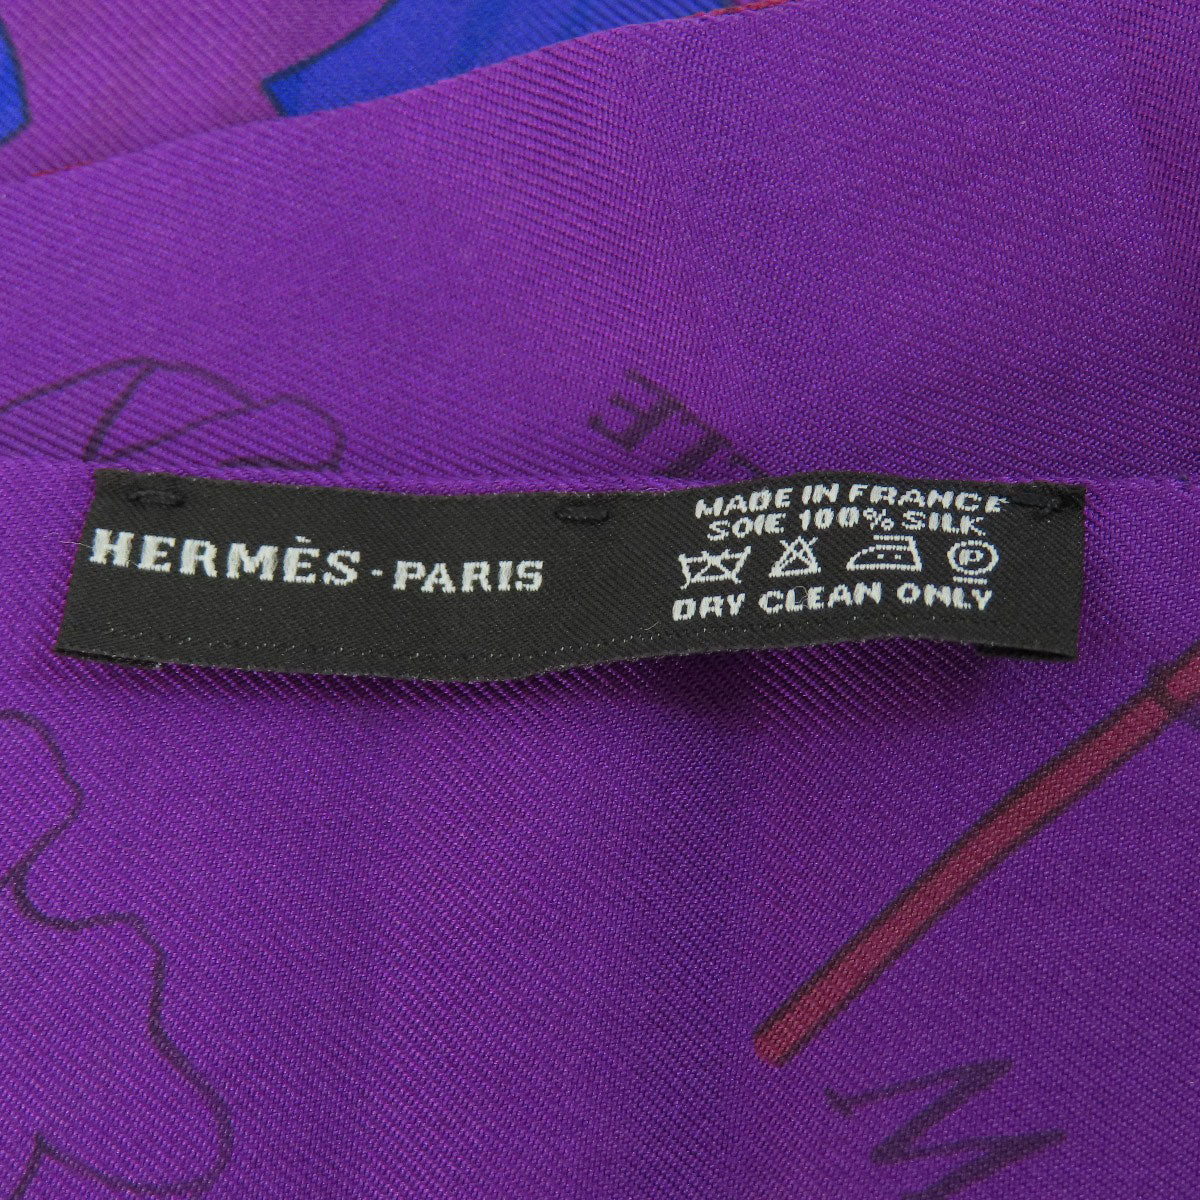 HERMÈS-PARIS
MADE IN FRANCE
SOIE 100% SILK
P
DRY CLEAN ONLY